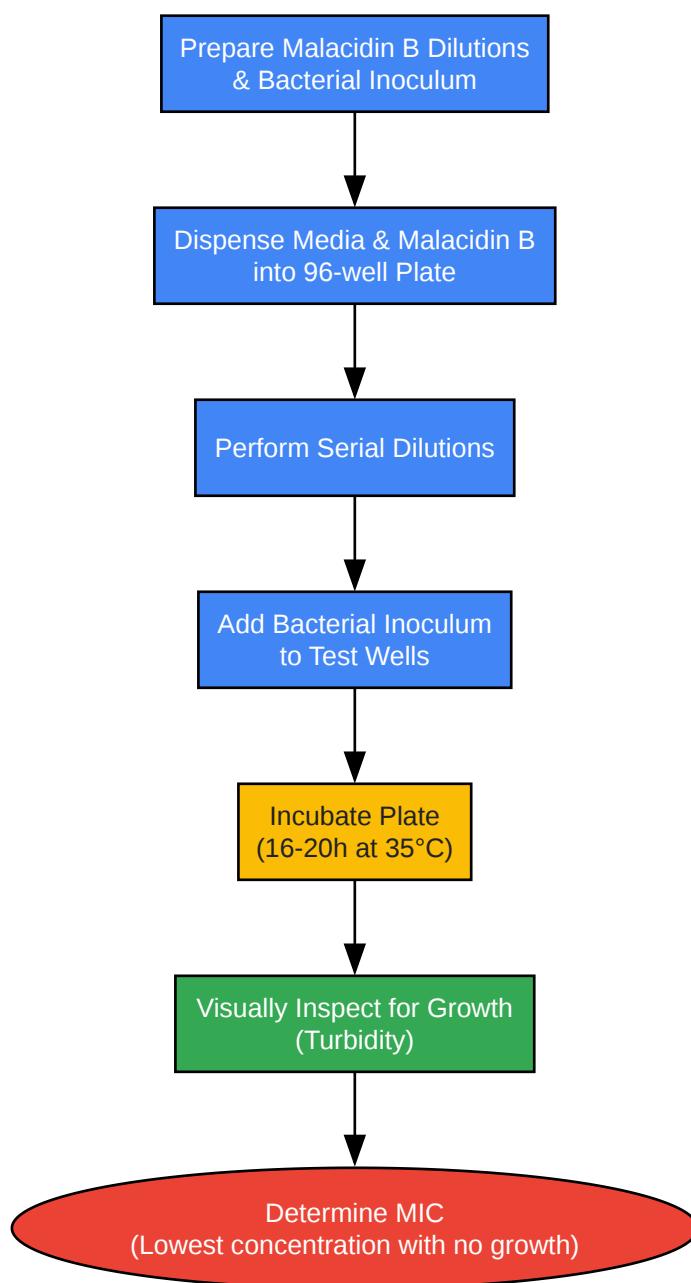 Prepare Malacidin B Dilutions
& Bacterial Inoculum
Dispense Media & Malacidin B
into 96-well Plate
Perform Serial Dilutions
Add Bacterial Inoculum
to Test Wells
Incubate Plate
(16-20h at 35°C)
Visually Inspect for Growth
(Turbidity)
Determine MIC
(Lowest concentration with no growth)